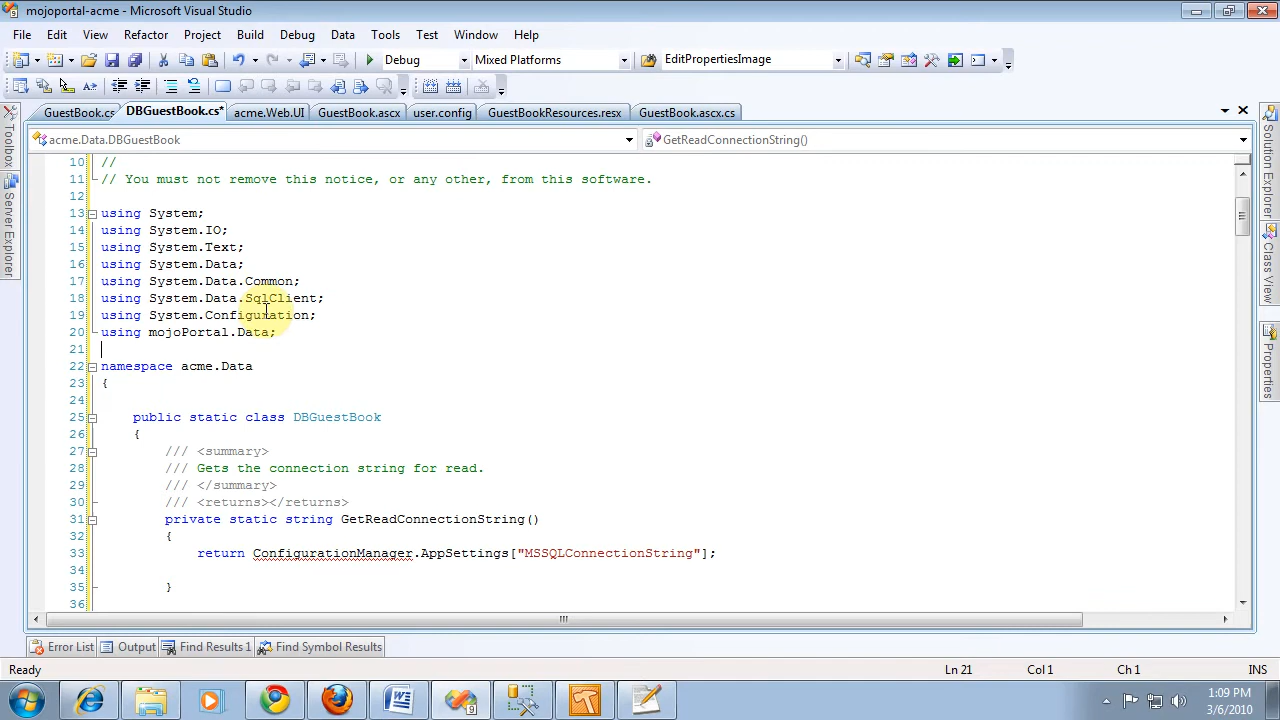 mojoportal-acme - Microsoft Visual Studio
File Edit View Refactor Project Build Debug Data Tools Test Window Help
Debug Mixed Platforms EditPropertiesImage
GuestBook.cs DBGuestBook.cs* acme.Web.UI GuestBook.ascx user.config GuestBookResources.resx GuestBook.ascx.cs
acme.Data.DBGuestBook GetReadConnectionString()
10 //
11 // You must not remove this notice, or any other, from this software.
12
13 using System;
14 using System.IO;
15 using System.Text;
16 using System.Data;
17 using System.Data.Common;
18 using System.Data.SqlClient;
19 using System.Configuration;
20 using mojoPortal.Data;
21
22 namespace acme.Data
23 {
24
25 public static class DBGuestBook
26 {
27 /// <summary>
28 /// Gets the connection string for read.
29 /// </summary>
30 /// <returns></returns>
31 private static string GetReadConnectionString()
32 {
33 return ConfigurationManager.AppSettings["MSSQLConnectionString"];
34
35 }
36
Toolbox
Server Explorer
Solution Explorer
Class View
Properties
Error List Output Find Results 1 Find Symbol Results
Ready Ln 21 Col 1 Ch 1 INS
1:09 PM
3/6/2010